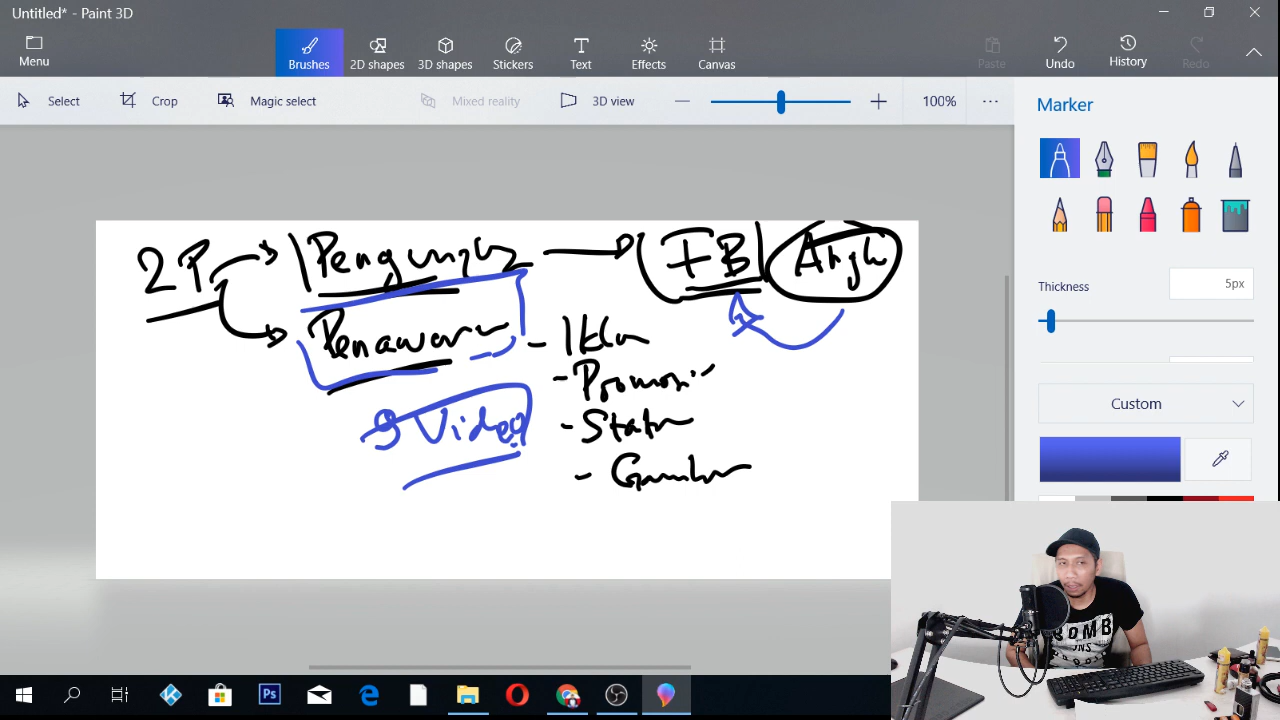 Untitled* - Paint 3D
Menu
Brushes
2D shapes
3D shapes
Stickers
Text
Effects
Canvas
Paste
Undo
History
Redo
Select
Crop
Magic select
Mixed reality
3D view
100%
Marker
Thickness
5px
Custom
2P
Pengunjung
FB
Penawaran
- Iklan
- Promosi
- Status
- Gambar
Video
Ps
BOMB